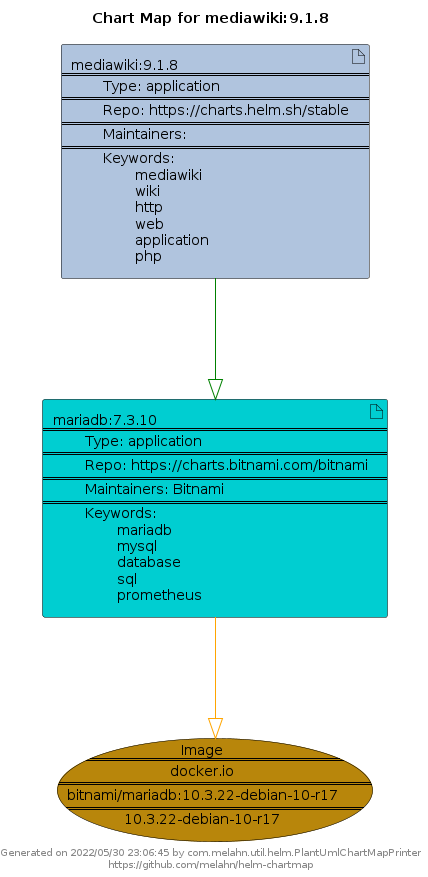 Chart Map for mediawiki:9.1.8
mediawiki:9.1.8
Type: application
Repo: https://charts.helm.sh/stable
Maintainers:
Keywords:
mediawiki
wiki
http
web
application
php
mariadb:7.3.10
Type: application
Repo: https://charts.bitnami.com/bitnami
Maintainers: Bitnami
Keywords:
mariadb
mysql
database
sql
prometheus
Image
docker.io
bitnami/mariadb:10.3.22-debian-10-r17
10.3.22-debian-10-r17
Generated on 2022/05/30 23:06:45 by com.melahn.util.helm.PlantUmlChartMapPrinter
https://github.com/melahn/helm-chartmap